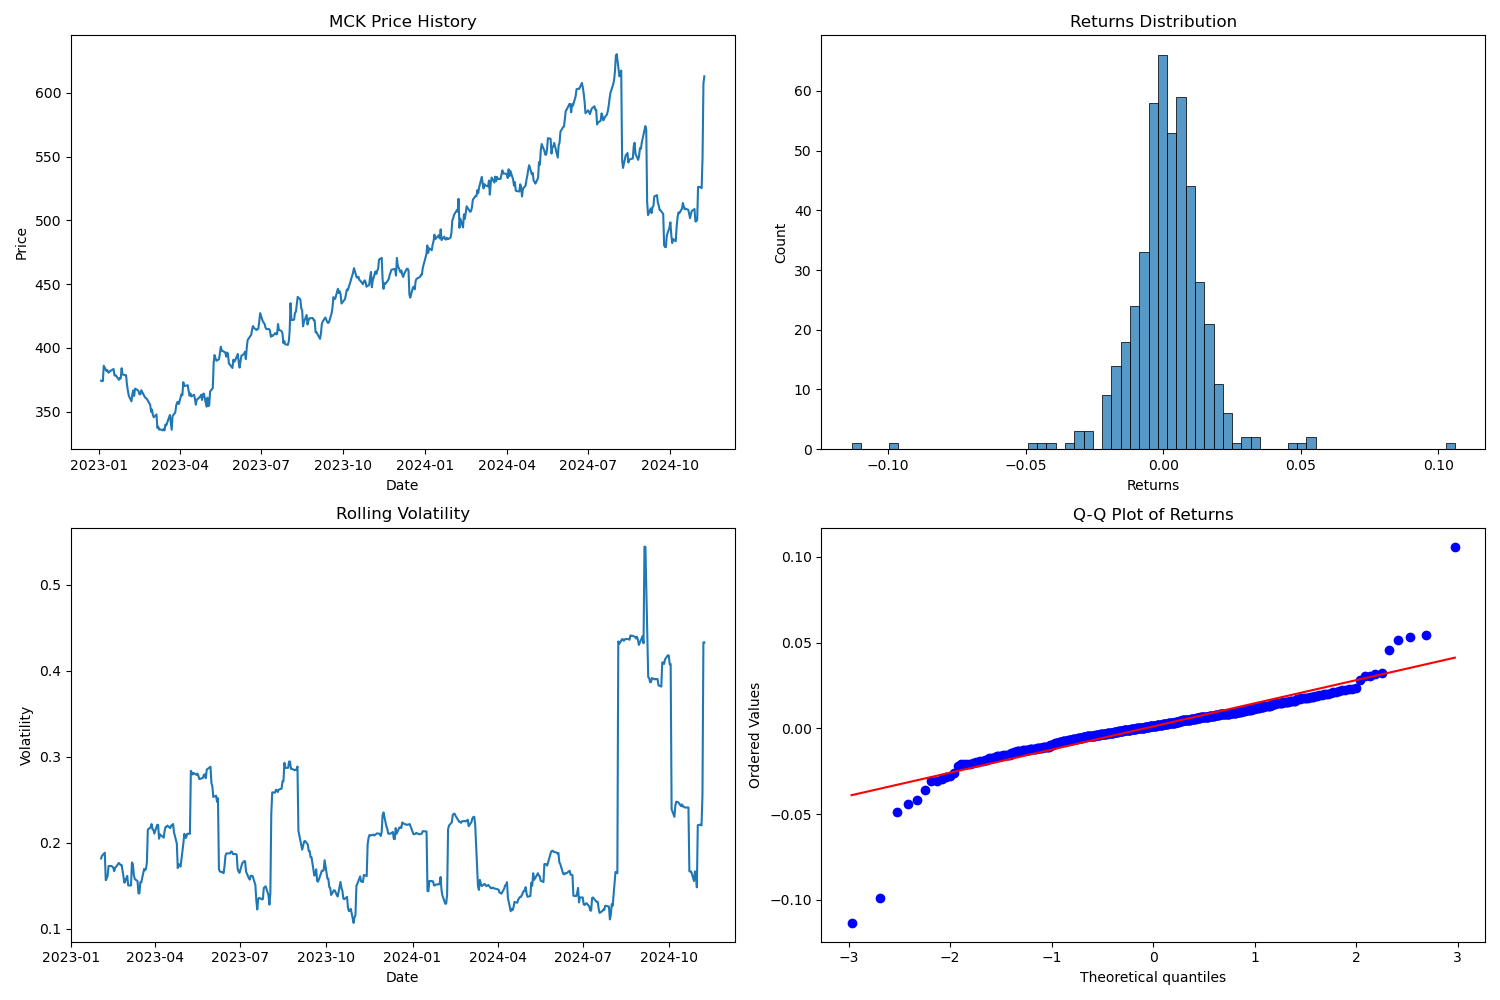 MCK Price History
Price
600
550
500
450
400
350
2023-01 2023-04 2023-07 2023-10 2024-01 2024-04 2024-07 2024-10
Date
Returns Distribution
Count
60
50
40
30
20
10
0
−0.10 −0.05 0.00 0.05 0.10
Returns
Rolling Volatility
Volatility
0.5
0.4
0.3
0.2
0.1
2023-01 2023-04 2023-07 2023-10 2024-01 2024-04 2024-07 2024-10
Date
Q-Q Plot of Returns
Ordered Values
0.10
0.05
0.00
−0.05
−0.10
−3 −2 −1 0 1 2 3
Theoretical quantiles